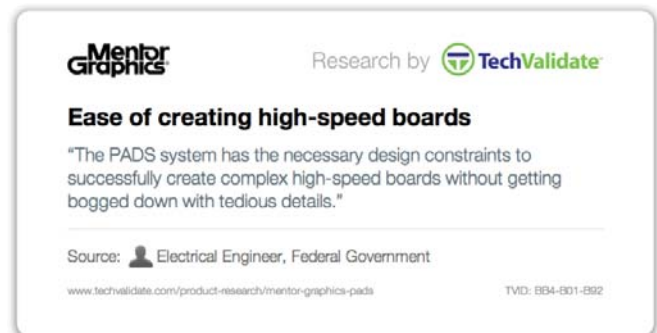 Mentor Graphics
Research by TechValidate
Ease of creating high-speed boards
“The PADS system has the necessary design constraints to
successfully create complex high-speed boards without getting
bogged down with tedious details.”
Source: Electrical Engineer, Federal Government
www.techvalidate.com/product-research/mentor-graphics-pads
TVID: BB4-B01-B92